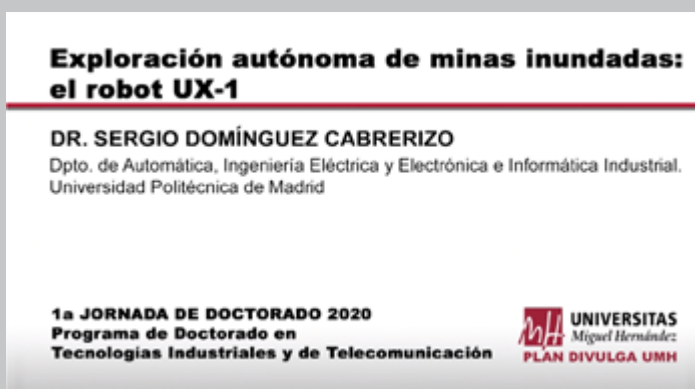 Exploración autónoma de minas inundadas:
el robot UX-1
DR. SERGIO DOMÍNGUEZ CABRERIZO
Dpto. de Automática, Ingeniería Eléctrica y Electrónica e Informática Industrial.
Universidad Politécnica de Madrid
1a JORNADA DE DOCTORADO 2020
Programa de Doctorado en
Tecnologías Industriales y de Telecomunicación
UNIVERSITAS
Miguel Hernández
PLAN DIVULGA UMH